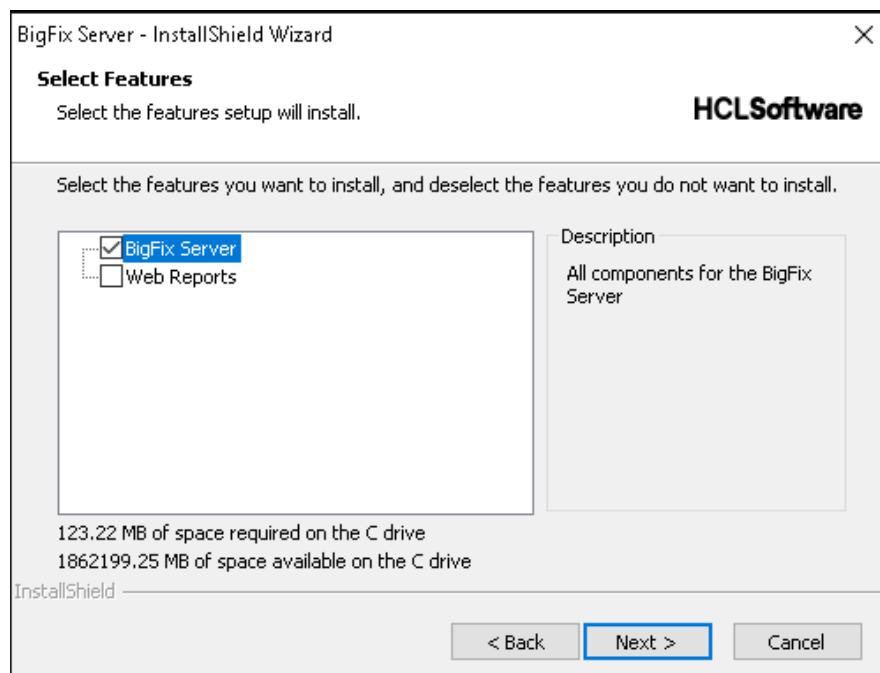 BigFix Server - InstallShield Wizard
Select Features
Select the features setup will install.
HCLSoftware
Select the features you want to install, and deselect the features you do not want to install.
BigFix Server
Web Reports
Description
All components for the BigFix
Server
123.22 MB of space required on the C drive
1862199.25 MB of space available on the C drive
InstallShield
< Back
Next >
Cancel